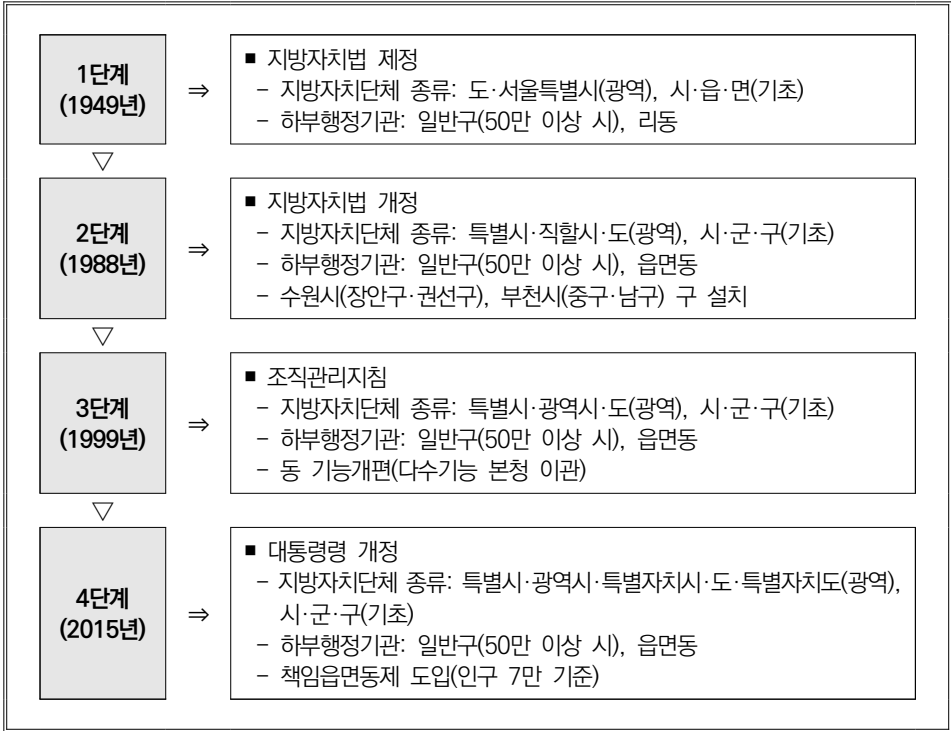 1단계
(1949년)
⇒
■ 지방자치법 제정
- 지방자치단체 종류: 도·서울특별시(광역), 시·읍·면(기초)
- 하부행정기관: 일반구(50만 이상 시), 리동
▽
2단계
(1988년)
⇒
■ 지방자치법 개정
- 지방자치단체 종류: 특별시·직할시·도(광역), 시·군·구(기초)
- 하부행정기관: 일반구(50만 이상 시), 읍면동
- 수원시(장안구·권선구), 부천시(중구·남구) 구 설치
▽
3단계
(1999년)
⇒
■ 조직관리지침
- 지방자치단체 종류: 특별시·광역시·도(광역), 시·군·구(기초)
- 하부행정기관: 일반구(50만 이상 시), 읍면동
- 동 기능개편(다수기능 본청 이관)
▽
4단계
(2015년)
⇒
■ 대통령령 개정
- 지방자치단체 종류: 특별시·광역시·특별자치시·도·특별자치도(광역),
시·군·구(기초)
- 하부행정기관: 일반구(50만 이상 시), 읍면동
- 책임읍면동제 도입(인구 7만 기준)